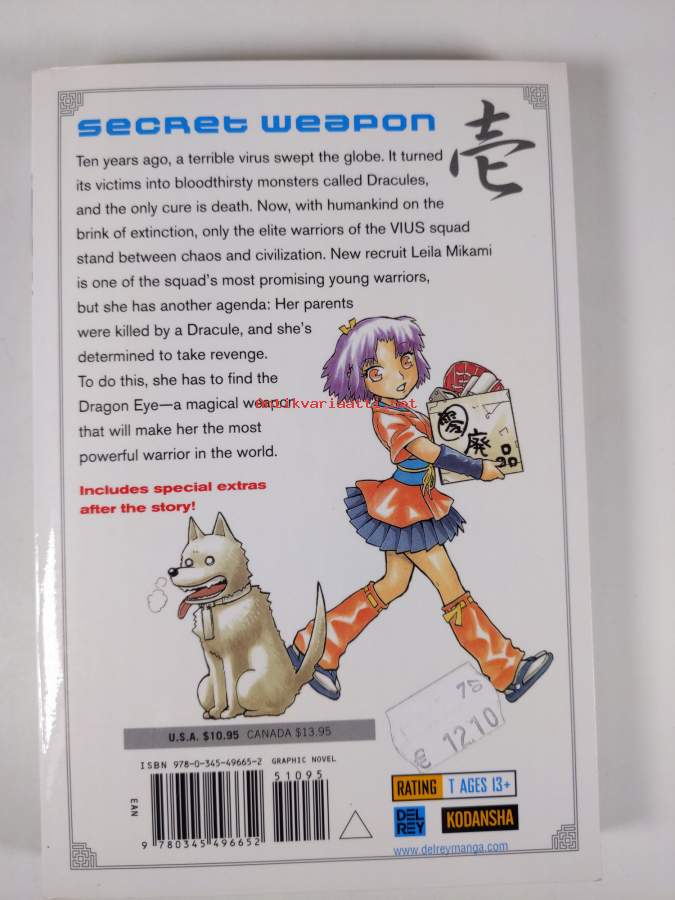 secret weapon
壱
Ten years ago, a terrible virus swept the globe. It turned
its victims into bloodthirsty monsters called Dracules,
and the only cure is death. Now, with humankind on the
brink of extinction, only the elite warriors of the VIUS squad
stand between chaos and civilization. New recruit Leila Mikami
is one of the squad's most promising young warriors,
but she has another agenda: Her parents
were killed by a Dracule, and she's
determined to take revenge.
To do this, she has to find the
Dragon Eye—a magical weapon
that will make her the most
powerful warrior in the world.
antikvariaatti.net
Includes special extras
after the story!
零
廃
品
75
€ 12.10
U.S.A. $10.95 CANADA $13.95
ISBN 978-0-345-49665-2 GRAPHIC NOVEL
51095
EAN
9 780345 496652
RATING T AGES 13+
DEL REY
KODANSHA
www.delreymanga.com